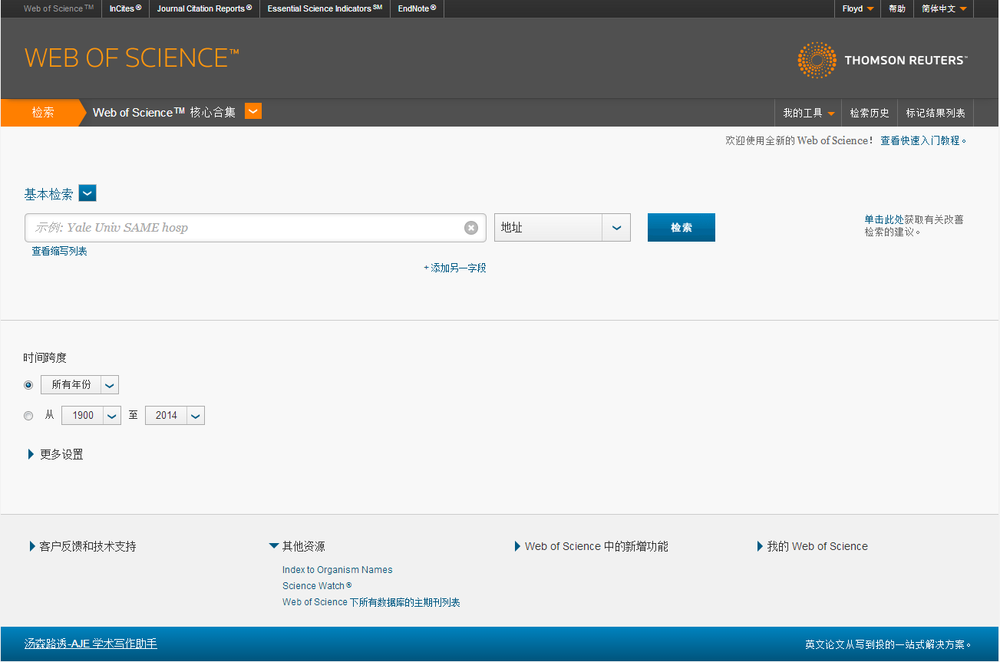 Web of Science™ InCites® Journal Citation Reports® Essential Science Indicators℠ EndNote® Floyd 帮助 简体中文
WEB OF SCIENCE™
THOMSON REUTERS™
检索 Web of Science™ 核心合集 我的工具 检索历史 标记结果列表
欢迎使用全新的 Web of Science! 查看快速入门教程。
基本检索
示例: Yale Univ SAME hosp 地址 检索
单击此处获取有关改善
检索的建议。
查看缩写列表
+ 添加另一字段
时间跨度
所有年份
从 1900 至 2014
更多设置
客户反馈和技术支持 其他资源 Web of Science 中的新增功能 我的 Web of Science
Index to Organism Names
Science Watch®
Web of Science 下所有数据库的主期刊列表
汤森路透-AJE 学术写作助手 英文论文从写到投的一站式解决方案。